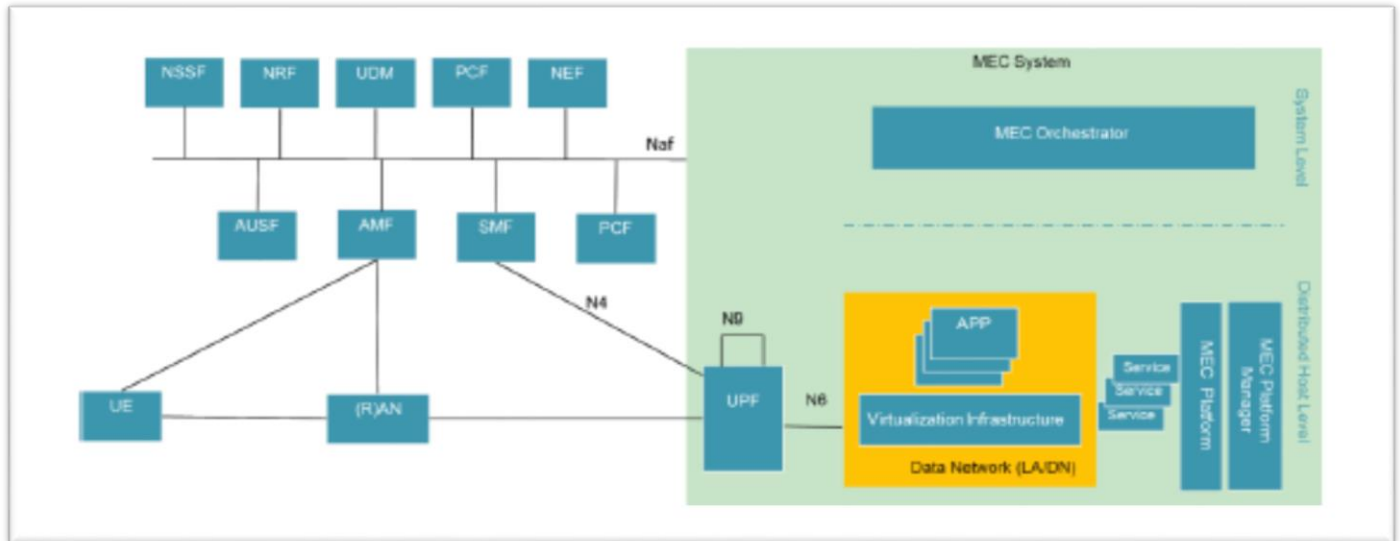 NSSF
NRF
UDM
PCF
NEF
Naf
AUSF
AMF
SMF
PCF
N4
UE
(R)AN
MEC System
MEC Orchestrator
System Level
N9
UPF
N6
APP
Virtualization Infrastructure
Data Network (LA/DN)
Service
Service
Service
MEC Platform
MEC Platform
Manager
Distributed Host Level